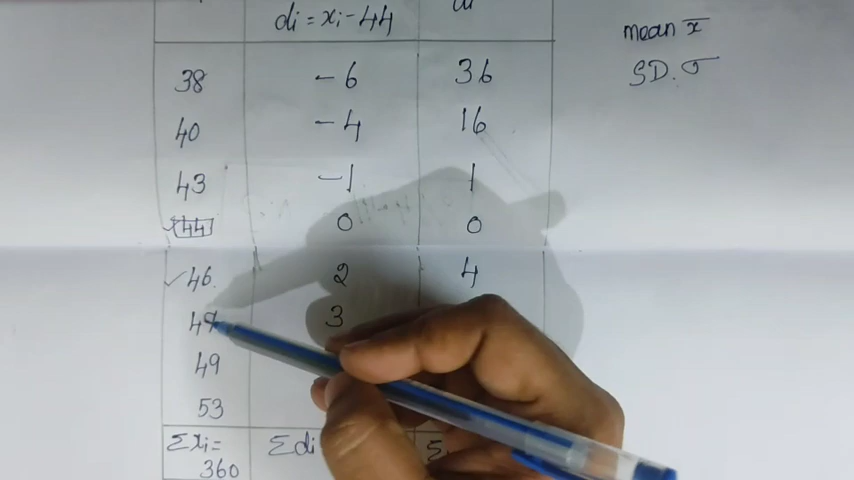 di = xi - 44
mean x̅
SD. σ
38 - 6 36
40 - 4 16
43 - 1 1
44 0 0
✓ 46. 2 4
47 3
49
53
Σxi = Σdi Σ
360